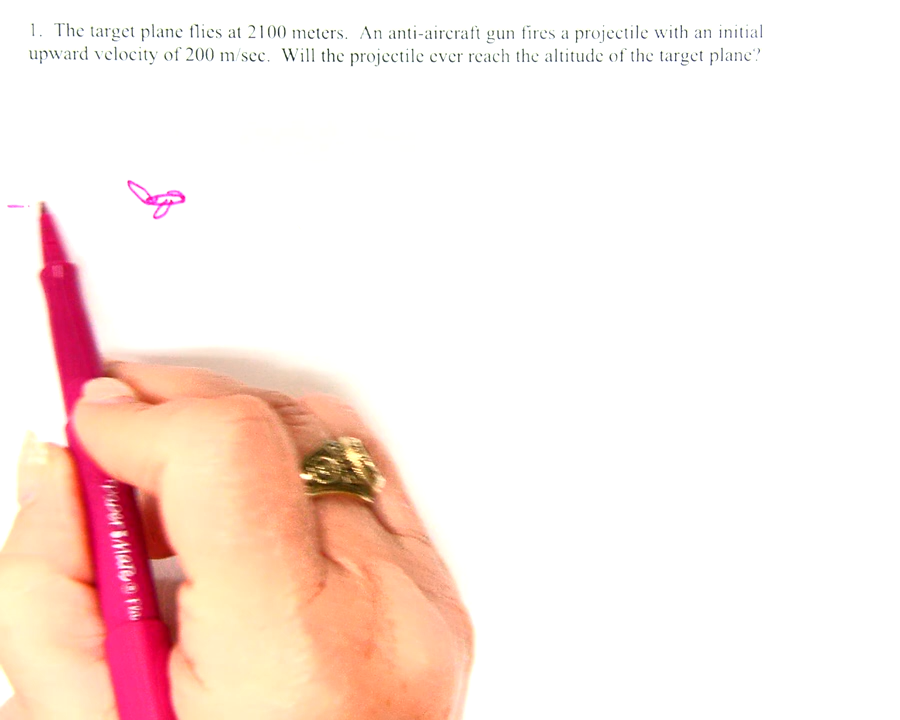 1. The target plane flies at 2100 meters. An anti-aircraft gun fires a projectile with an initial
upward velocity of 200 m/sec. Will the projectile ever reach the altitude of the target plane?